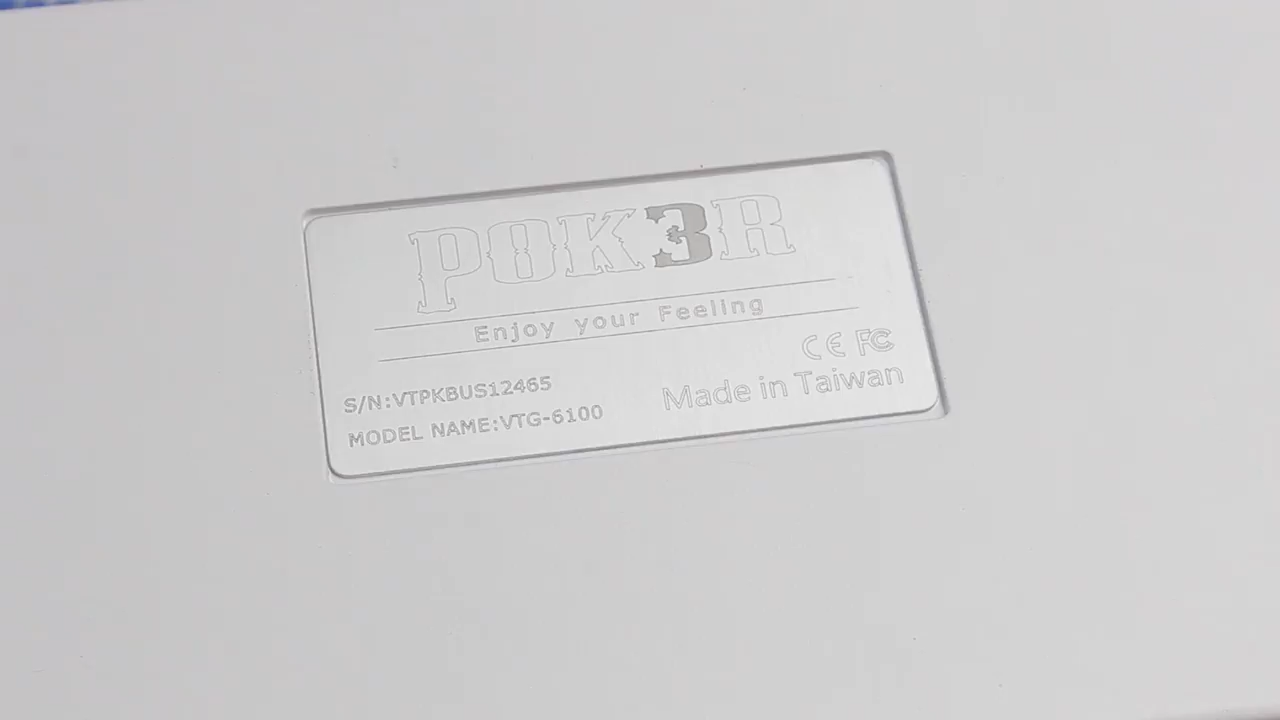 POK3R
Enjoy your Feeling
CE FC
S/N:VTPKBUS12465
Made in Taiwan
MODEL NAME:VTG-6100